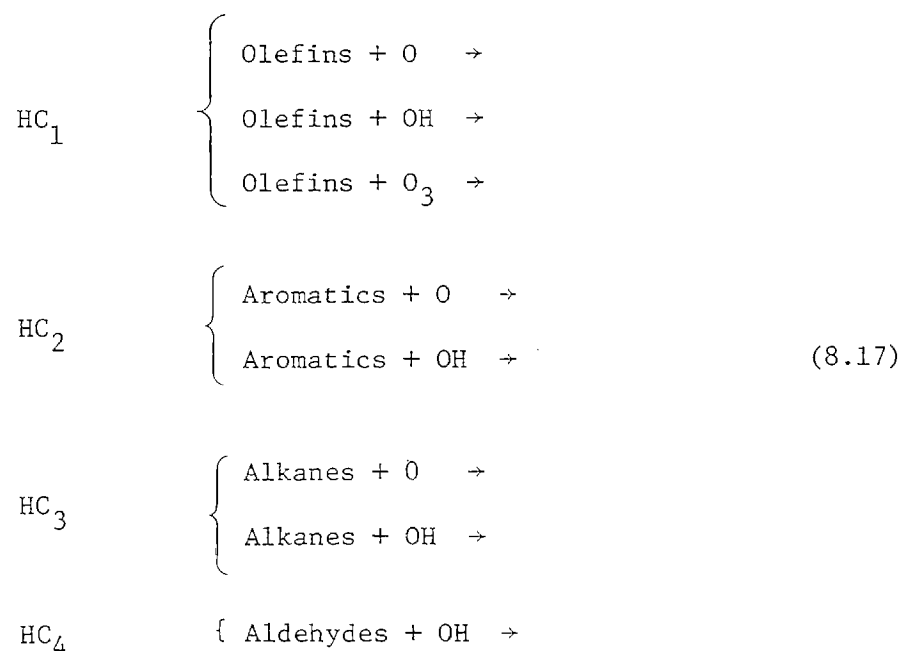 Olefins + O →
HC₁ { Olefins + OH →
Olefins + O₃ →
Aromatics + O →
HC₂ { Aromatics + OH → (8.17)
Alkanes + O →
HC₃ { Alkanes + OH →
HC₄ { Aldehydes + OH →